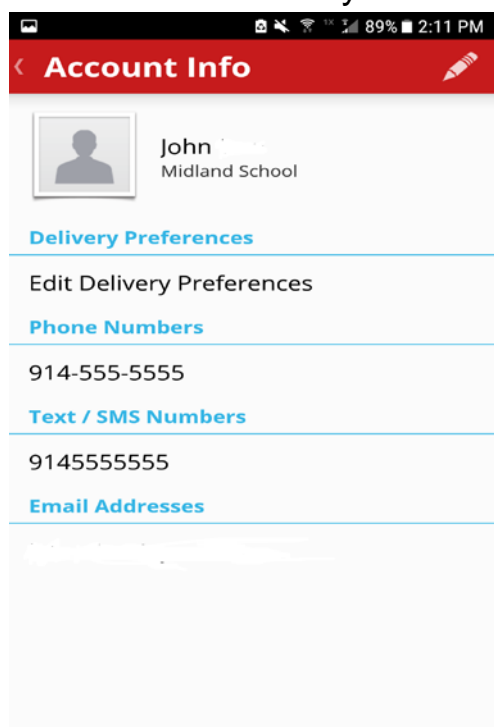 89% 2:11 PM
Account Info
John
Midland School
Delivery Preferences
Edit Delivery Preferences
Phone Numbers
914-555-5555
Text / SMS Numbers
9145555555
Email Addresses